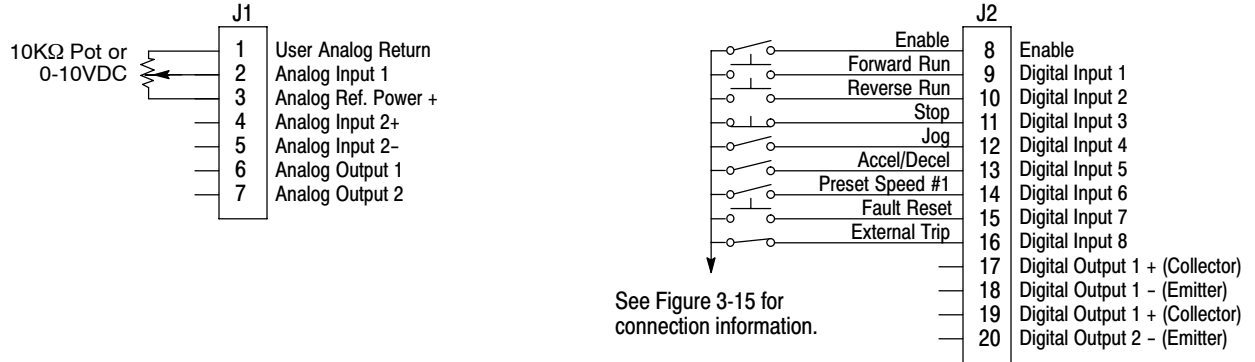 J1
10KΩ Pot or
0-10VDC
1 User Analog Return
2 Analog Input 1
3 Analog Ref. Power +
4 Analog Input 2+
5 Analog Input 2-
6 Analog Output 1
7 Analog Output 2
J2
Enable 8 Enable
Forward Run 9 Digital Input 1
Reverse Run 10 Digital Input 2
Stop 11 Digital Input 3
Jog 12 Digital Input 4
Accel/Decel 13 Digital Input 5
Preset Speed #1 14 Digital Input 6
Fault Reset 15 Digital Input 7
External Trip 16 Digital Input 8
17 Digital Output 1 + (Collector)
18 Digital Output 1 - (Emitter)
19 Digital Output 1 + (Collector)
20 Digital Output 2 - (Emitter)
See Figure 3-15 for
connection information.